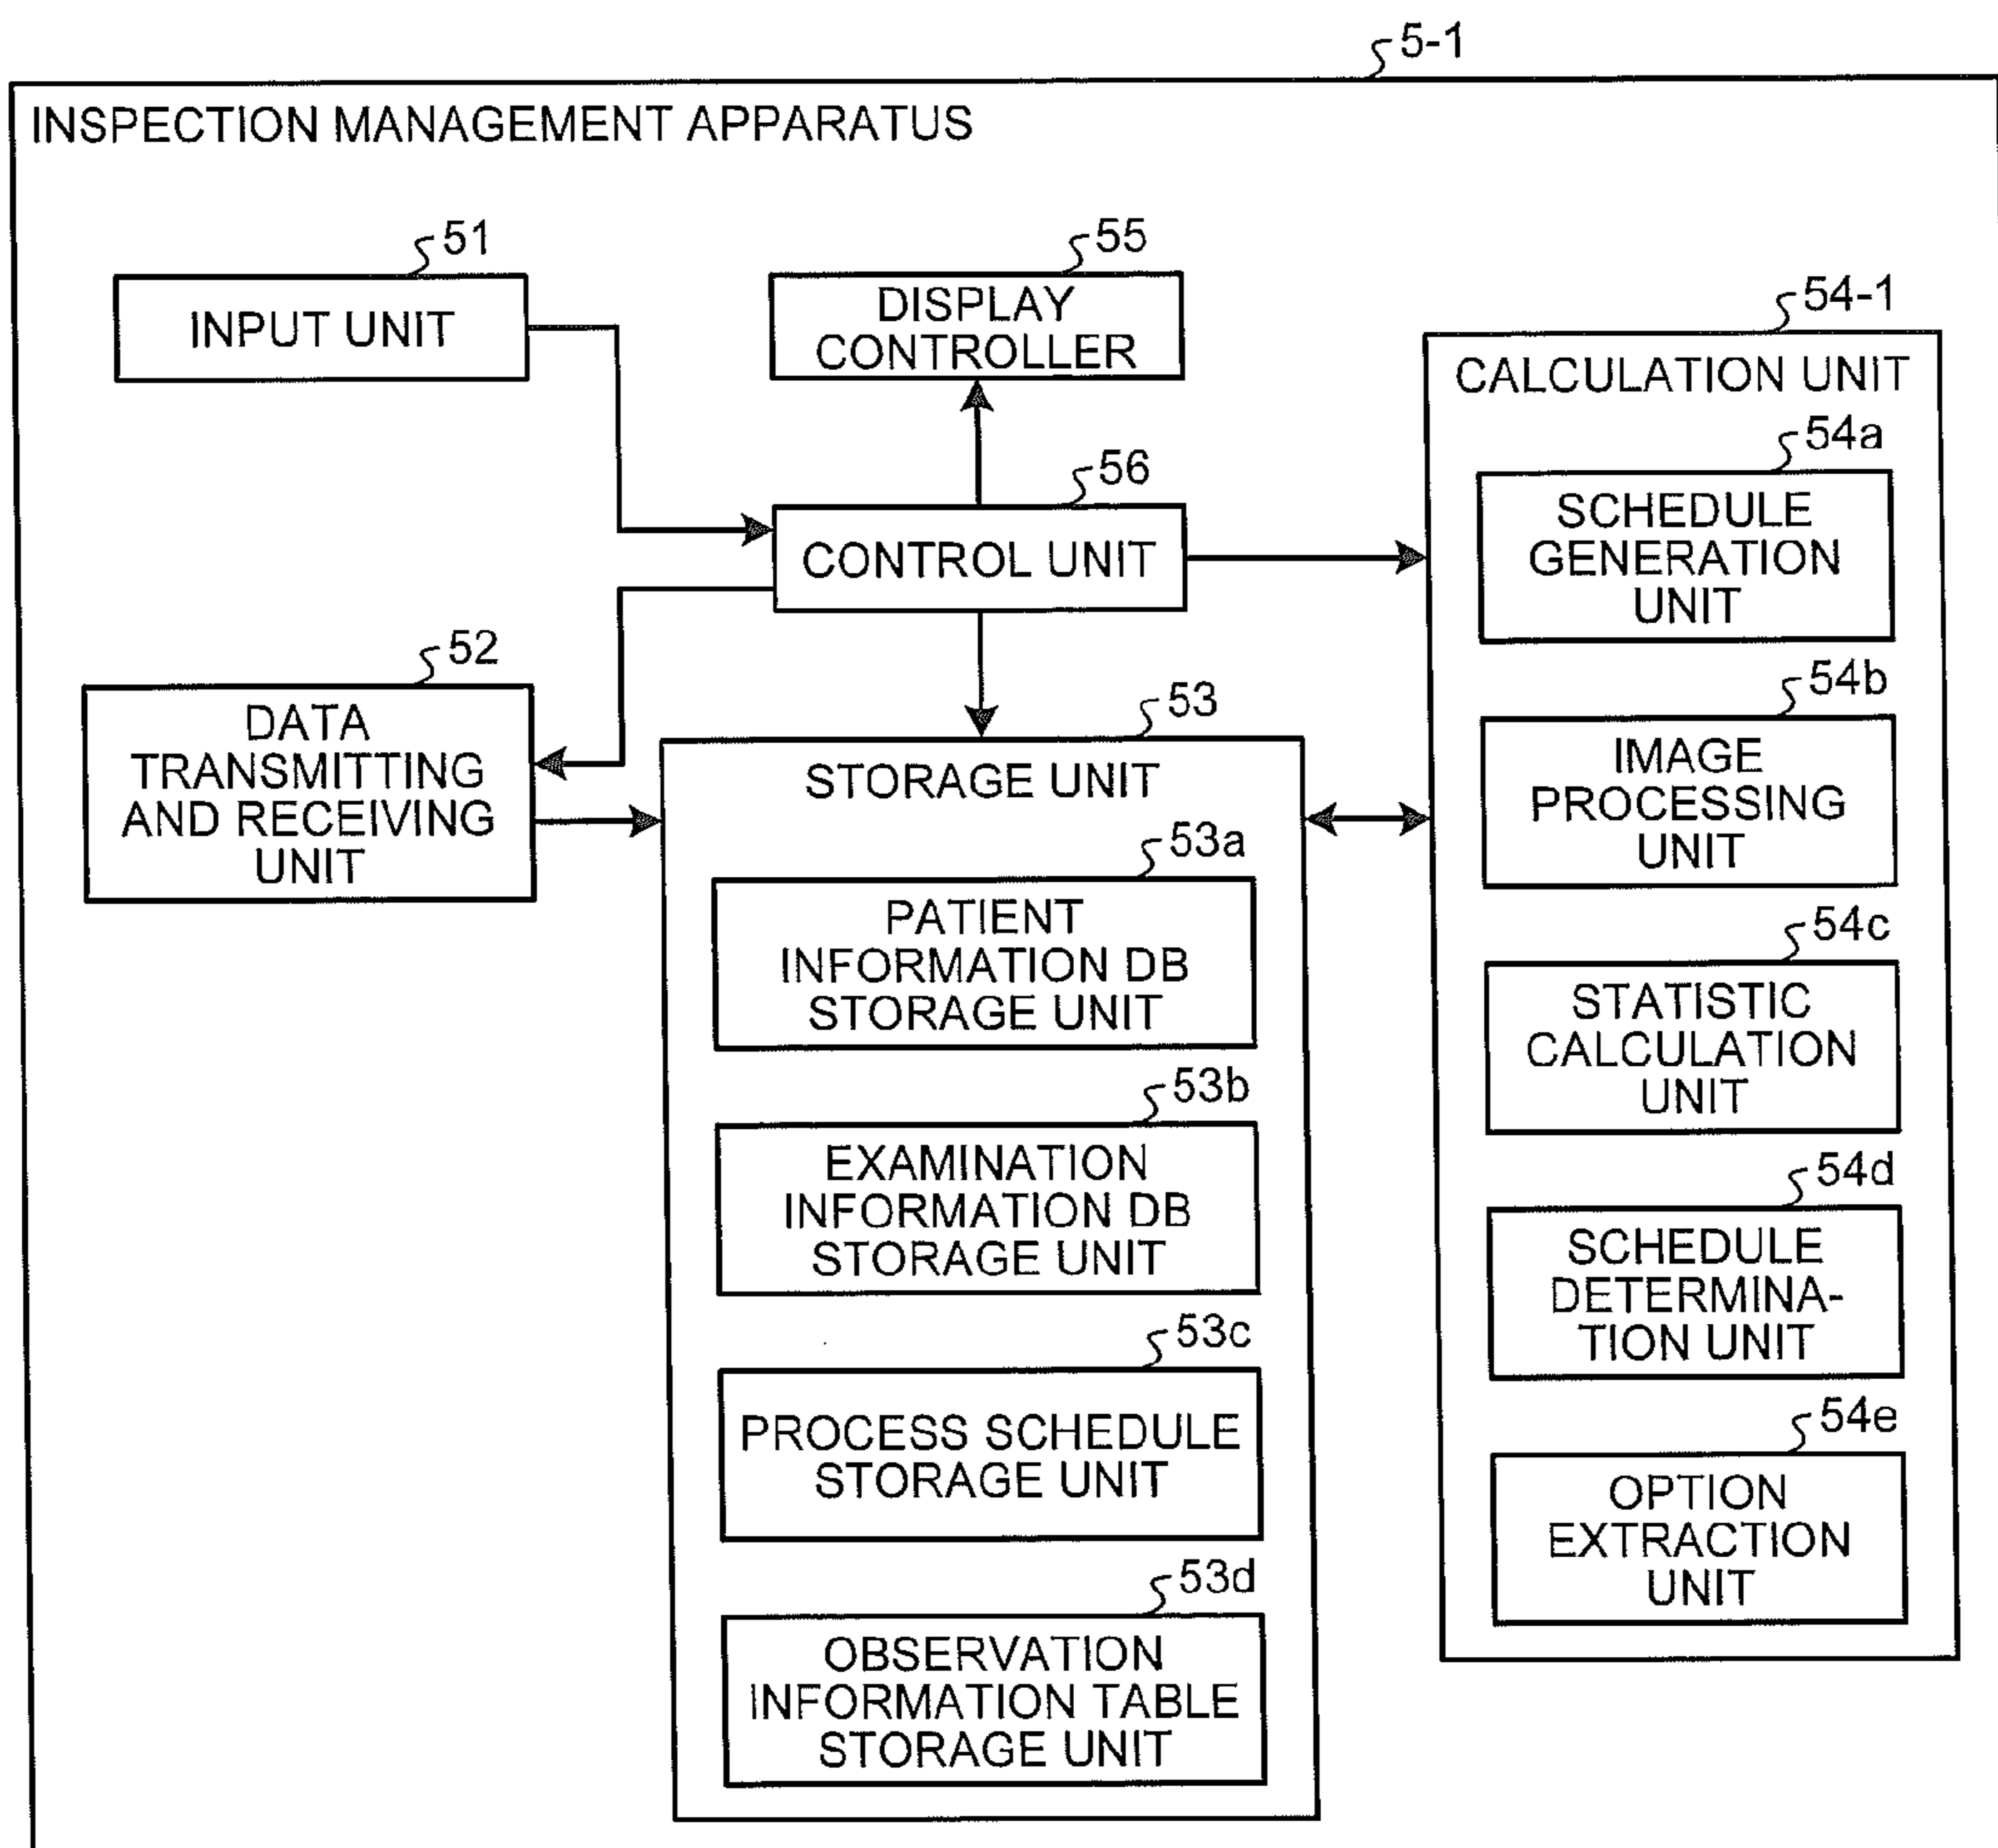 5-1
INSPECTION MANAGEMENT APPARATUS
51
INPUT UNIT
55
DISPLAY
CONTROLLER
56
CONTROL UNIT
52
DATA
TRANSMITTING
AND RECEIVING
UNIT
53
STORAGE UNIT
53a
PATIENT
INFORMATION DB
STORAGE UNIT
53b
EXAMINATION
INFORMATION DB
STORAGE UNIT
53c
PROCESS SCHEDULE
STORAGE UNIT
53d
OBSERVATION
INFORMATION TABLE
STORAGE UNIT
54-1
CALCULATION UNIT
54a
SCHEDULE
GENERATION
UNIT
54b
IMAGE
PROCESSING
UNIT
54c
STATISTIC
CALCULATION
UNIT
54d
SCHEDULE
DETERMINA-
TION UNIT
54e
OPTION
EXTRACTION
UNIT